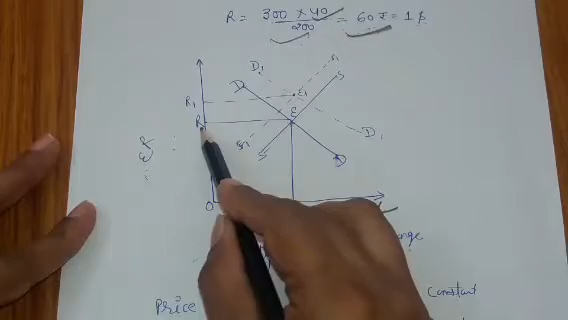 R = 300 × 40 / 200 = 60 ₹ = 1 $
D1
S1
D
S
R1
E1
R
E
S1
S
D
D1
O
Price
Constant